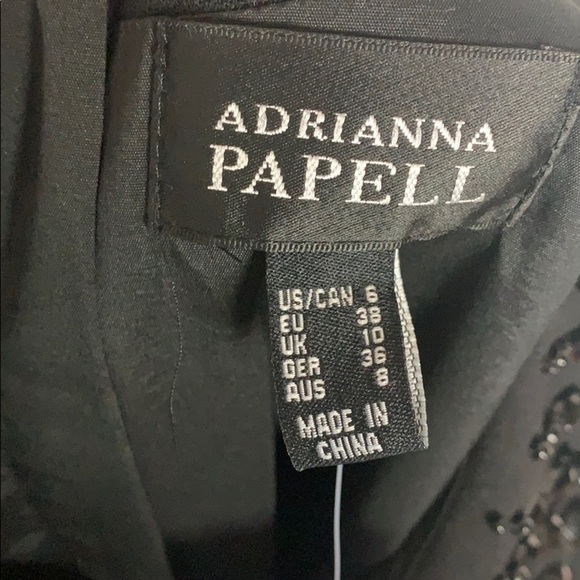 ADRIANNA
PAPELL
US/CAN 6
EU 38
UK 10
GER 36
AUS 8
MADE IN
CHINA